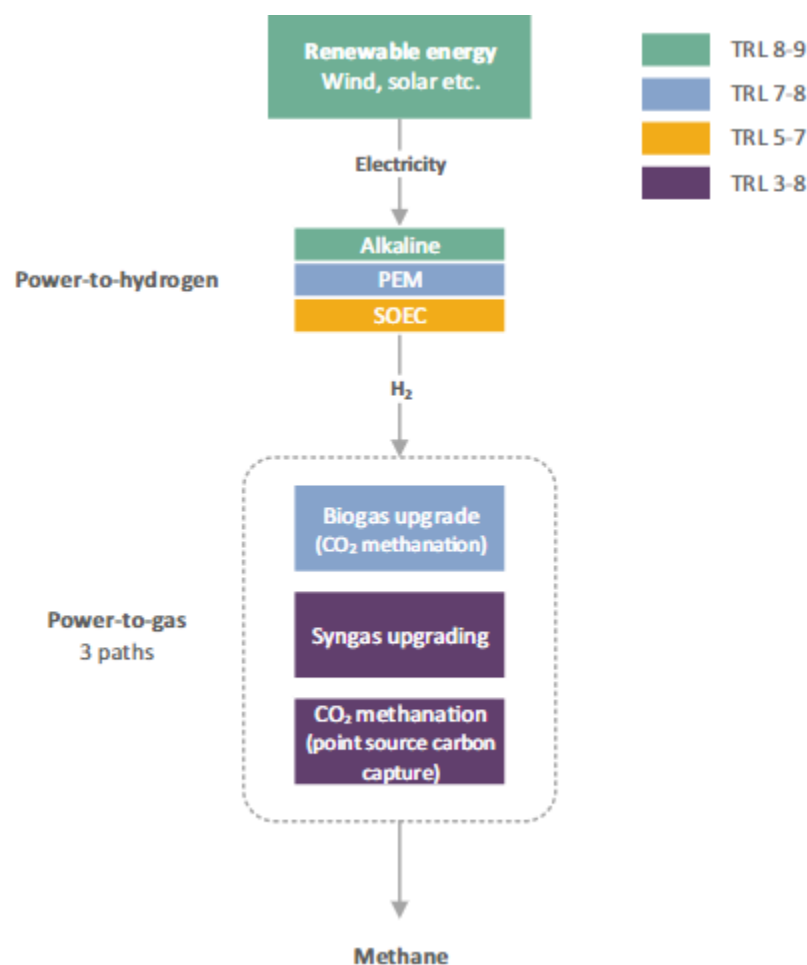 Renewable energy
Wind, solar etc.
TRL 8-9
TRL 7-8
TRL 5-7
TRL 3-8
Electricity
Power-to-hydrogen
Alkaline
PEM
SOEC
H₂
Power-to-gas
3 paths
Biogas upgrade
(CO₂ methanation)
Syngas upgrading
CO₂ methanation
(point source carbon
capture)
Methane